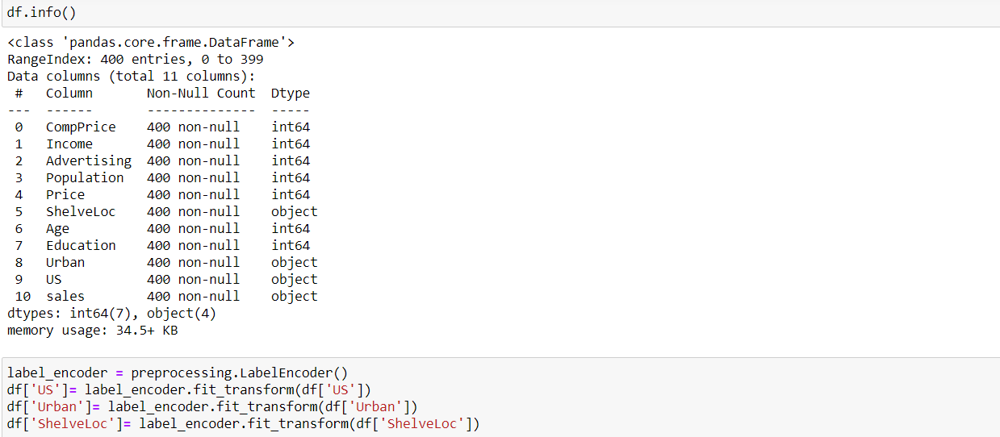 df.info()
<class 'pandas.core.frame.DataFrame'>
RangeIndex: 400 entries, 0 to 399
Data columns (total 11 columns):
 #   Column       Non-Null Count  Dtype
---  ------       --------------  -----
 0   CompPrice    400 non-null    int64
 1   Income       400 non-null    int64
 2   Advertising  400 non-null    int64
 3   Population   400 non-null    int64
 4   Price        400 non-null    int64
 5   ShelveLoc    400 non-null    object
 6   Age          400 non-null    int64
 7   Education    400 non-null    int64
 8   Urban        400 non-null    object
 9   US           400 non-null    object
 10  sales        400 non-null    object
dtypes: int64(7), object(4)
memory usage: 34.5+ KB
label_encoder = preprocessing.LabelEncoder()
df['US']= label_encoder.fit_transform(df['US'])
df['Urban']= label_encoder.fit_transform(df['Urban'])
df['ShelveLoc']= label_encoder.fit_transform(df['ShelveLoc'])